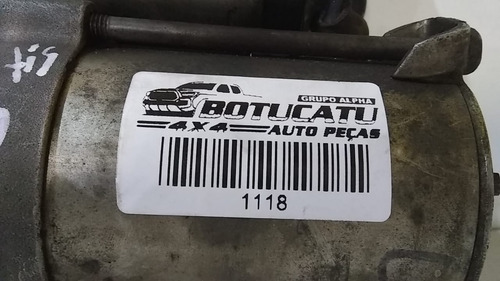 GRUPO ALPHA
BOTUCATU
4X4 AUTO PEÇAS
1118